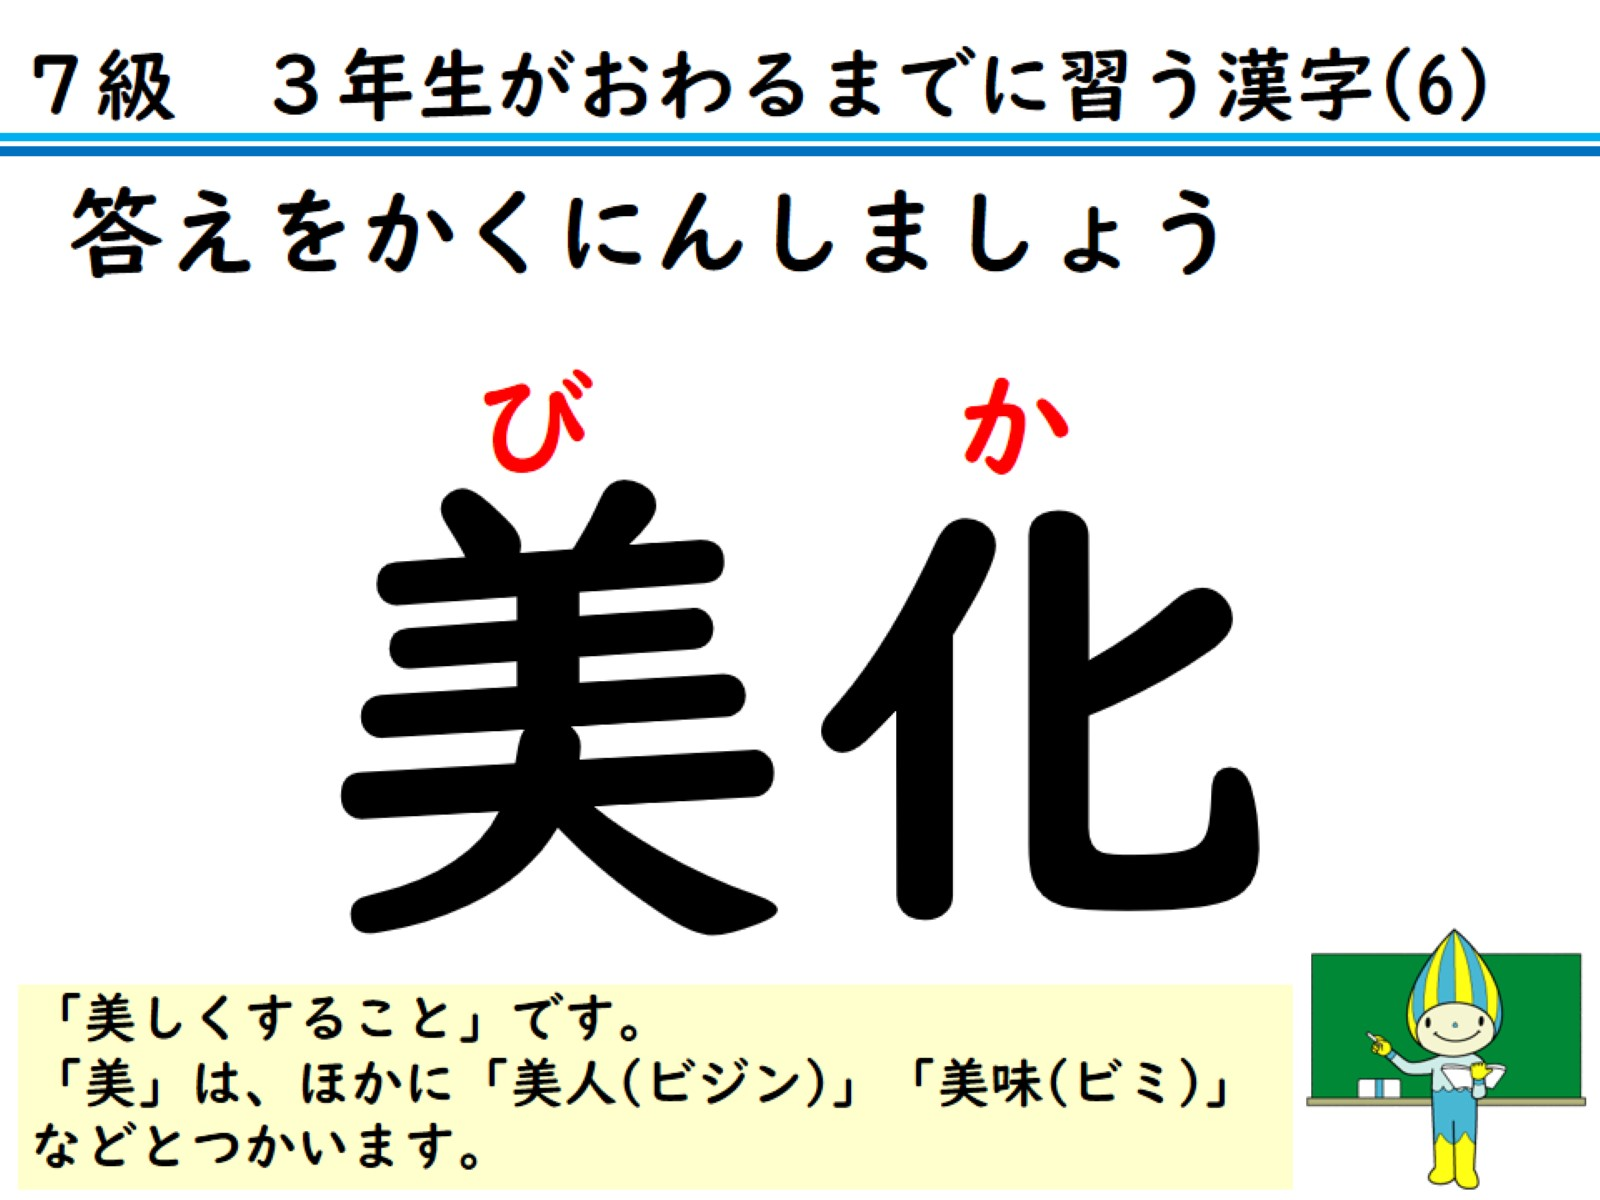 ７級　３年生がおわるまでに習う漢字(6)
答えをかくにんしましょう
び　か
美化
「美しくすること」です。
「美」は、ほかに「美人(ビジン)」「美味(ビミ)」
などとつかいます。